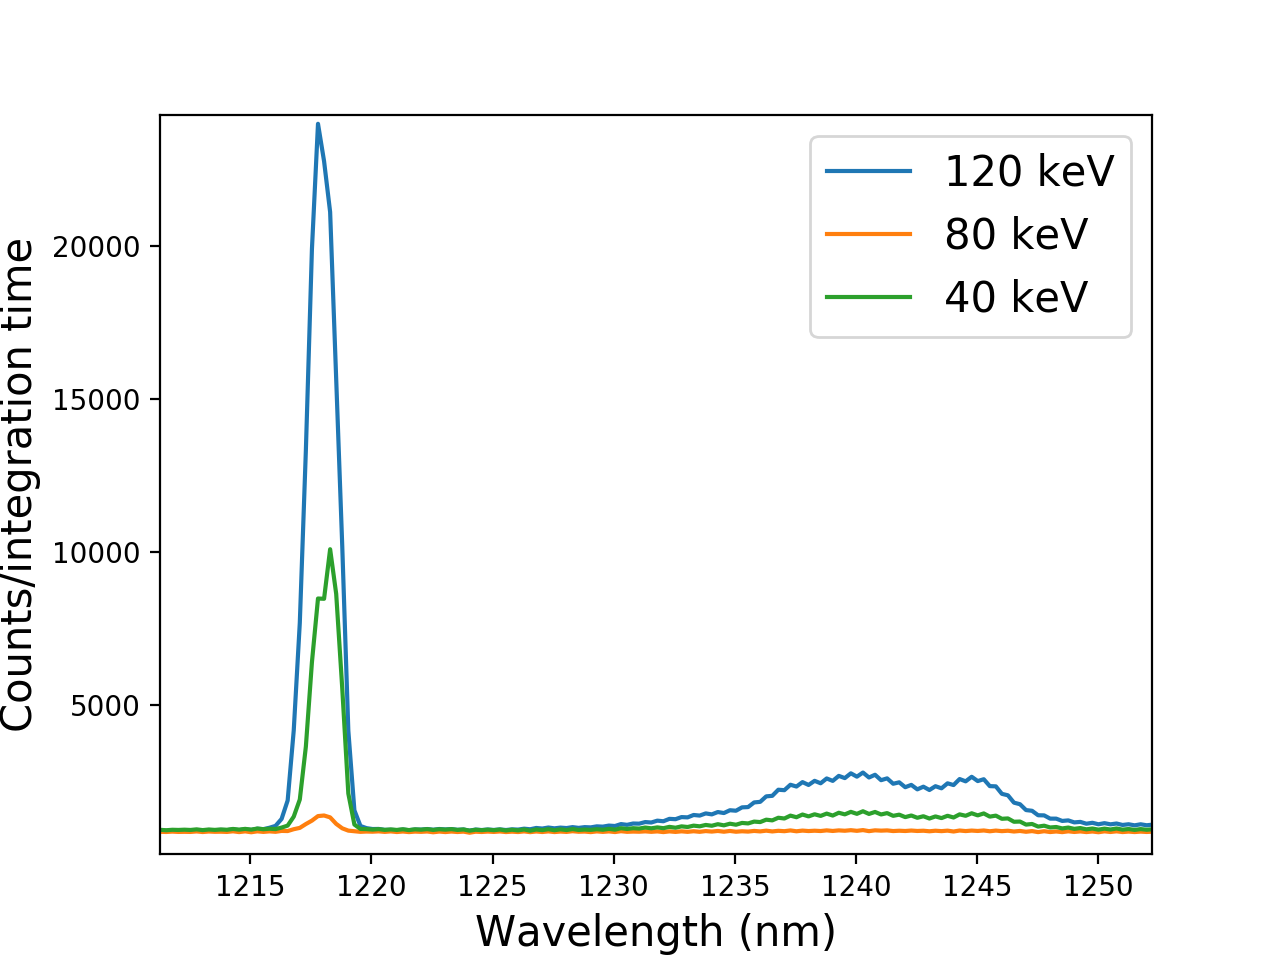 120 keV
80 keV
40 keV
Counts/integration time
20000
15000
10000
5000
1215 1220 1225 1230 1235 1240 1245 1250
Wavelength (nm)